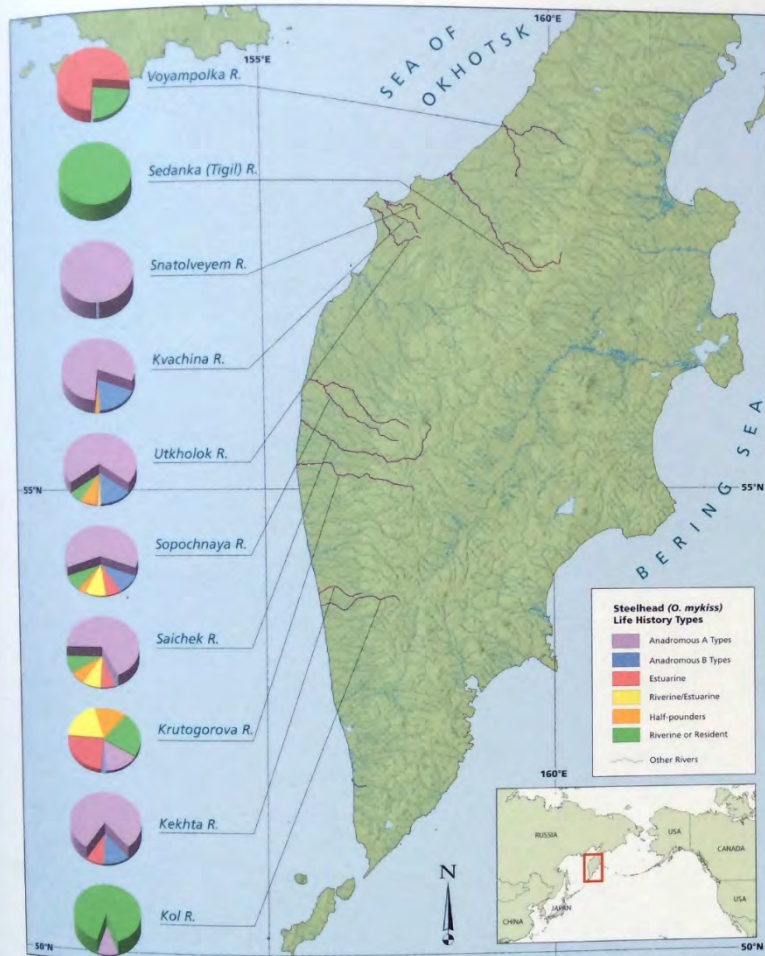 160°E
155°E
SEA OF
OKHOTSK
Voyampolka R.
Sedanka (Tigil) R.
Snatolveyem R.
Kvachina R.
Utkholok R.
55°N
55°N
Sopochnaya R.
BERING SEA
Saichek R.
Krutogorova R.
Kekhta R.
Kol R.
Steelhead (O. mykiss)
Life History Types
Anadromous A Types
Anadromous B Types
Estuarine
Riverine/Estuarine
Half-pounders
Riverine or Resident
Other Rivers
160°E
N
RUSSIA
USA
CANADA
USA
JAPAN
CHINA
50°N
50°N